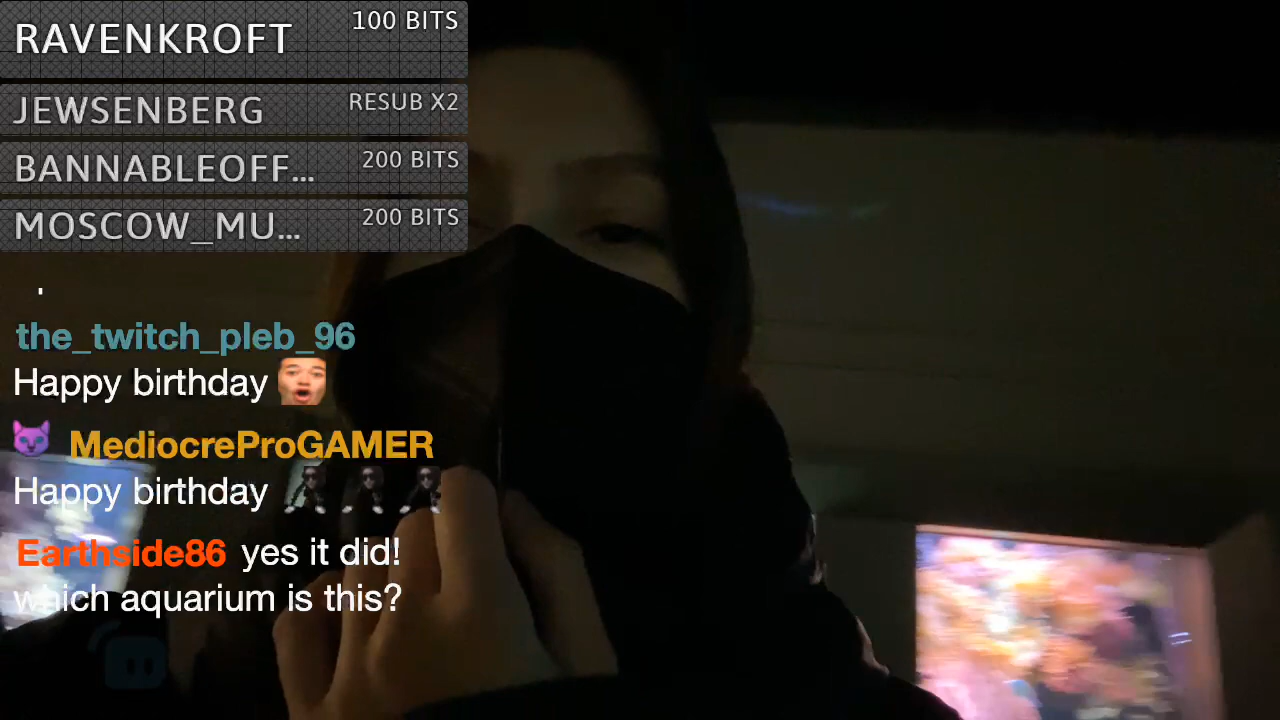 RAVENKROFT 100 BITS
JEWSENBERG RESUB X2
BANNABLEOFF... 200 BITS
MOSCOW_MU... 200 BITS
the_twitch_pleb_96
Happy birthday
MediocreProGAMER
Happy birthday
Earthside86 yes it did!
which aquarium is this?